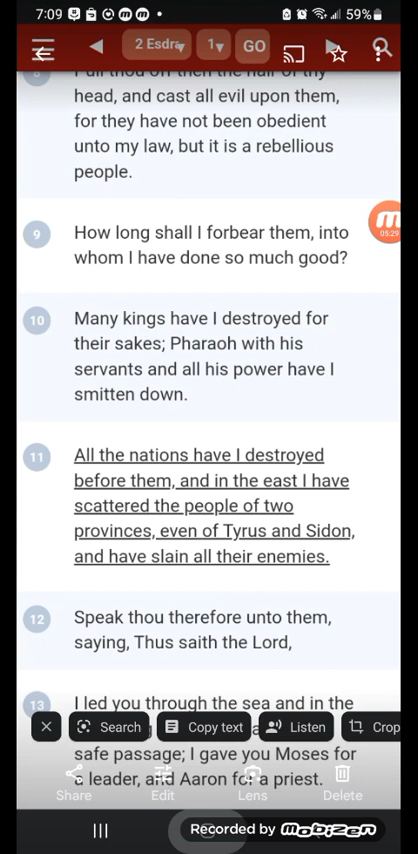 7:09
59%
2 Esdra
1
GO
head, and cast all evil upon them,
for they have not been obedient
unto my law, but it is a rebellious
people.
9
How long shall I forbear them, into
whom I have done so much good?
05:29
10
Many kings have I destroyed for
their sakes; Pharaoh with his
servants and all his power have I
smitten down.
11
All the nations have I destroyed
before them, and in the east I have
scattered the people of two
provinces, even of Tyrus and Sidon,
and have slain all their enemies.
12
Speak thou therefore unto them,
saying, Thus saith the Lord,
13
I led you through the sea and in the
Search
Copy text
Listen
Crop
safe passage; I gave you Moses for
a leader, and Aaron for a priest.
Share
Edit
Lens
Delete
Recorded by mobizen